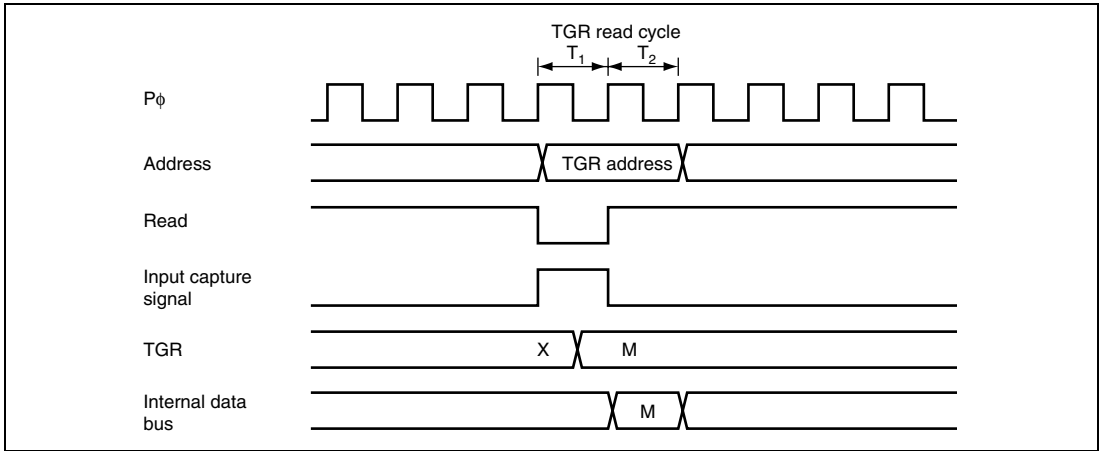 TGR read cycle
T1 T2
Pϕ
Address
TGR address
Read
Input capture
signal
TGR
X M
Internal data
bus
M